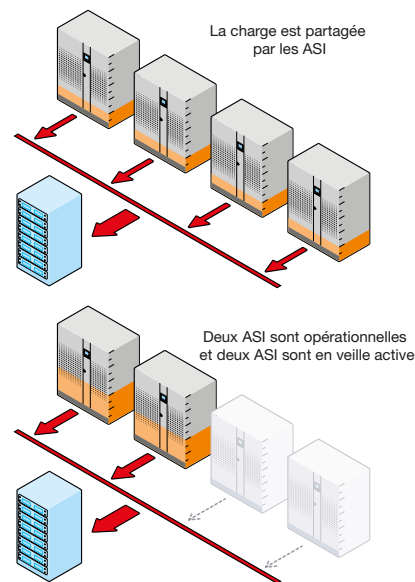 La charge est partagée
par les ASI
Deux ASI sont opérationnelles
et deux ASI sont en veille active